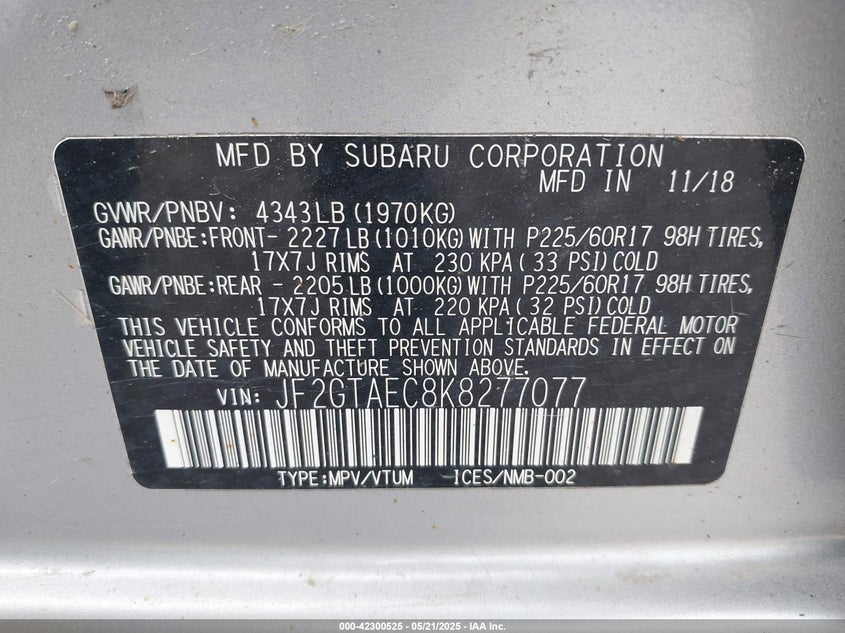 MFD BY SUBARU CORPORATION
MFD IN 11/18
GVWR/PNBV: 4343LB (1970KG)
GAWR/PNBE:FRONT- 2227LB(1010KG)WITH P225/60R17 98H TIRES,
17X7J RIMS AT 230 KPA( 33 PSI)COLD
GAWR/PNBE:REAR - 2205LB(1000KG)WITH P225/60R17 98H TIRES,
17X7J RIMS AT 220 KPA( 32 PSI)COLD
THIS VEHICLE CONFORMS TO ALL APPLICABLE FEDERAL MOTOR
VEHICLE SAFETY AND THEFT PREVENTION STANDARDS IN EFFECT ON
THE DATE OF MANUFACTURE SHOWN ABOVE.
VIN: JF2GTAEC8K8277077
TYPE:MPV/VTUM ICES/NMB-002
000-42300525 - 05/21/2025 - IAA Inc.